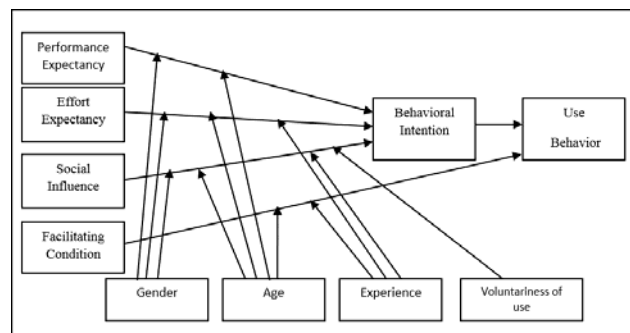 Performance
Expectancy
Effort
Expectancy
Social
Influence
Facilitating
Condition
Behavioral
Intention
Use
Behavior
Gender
Age
Experience
Voluntariness of
use